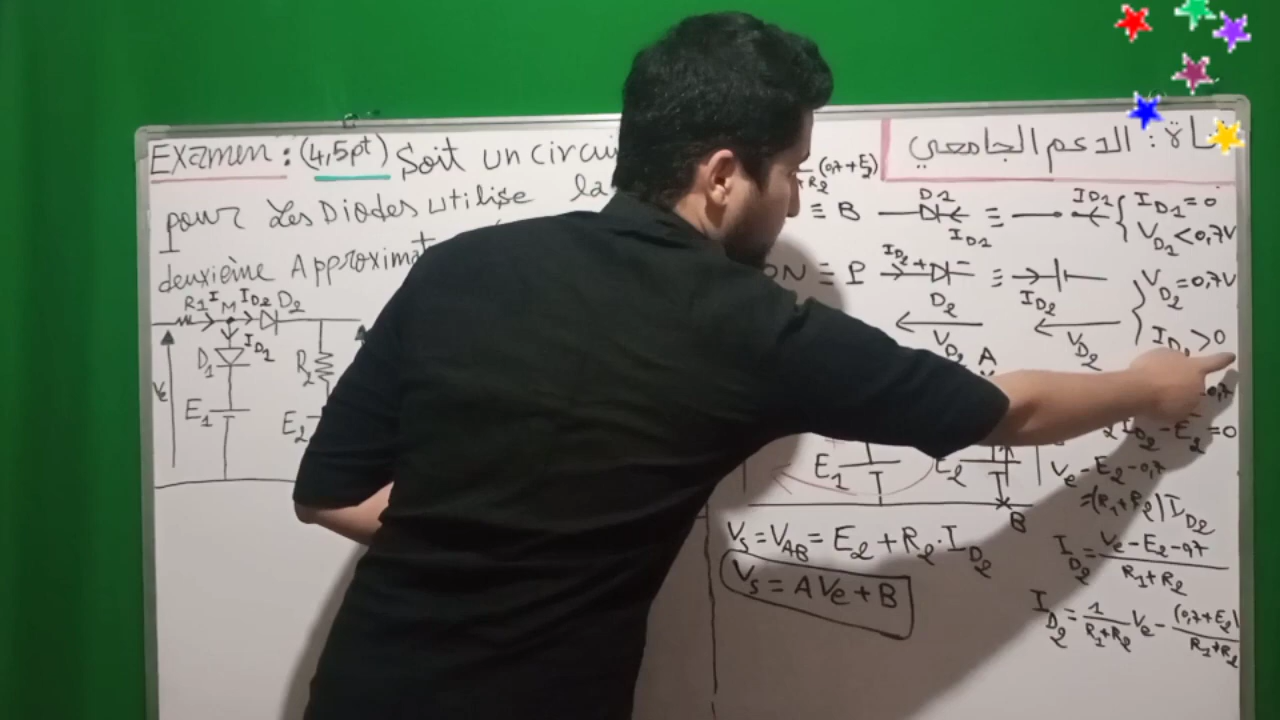 Examen: (4,5pt) Soit un circui
pour Les Diodes utilise la
deuxième Approximat
: الدعم الجامعي
R1 I M ID2 D2
ID1
D1
R2
Ve
E1
E2
(0,7+E2)
≡ B D1 ID1 ≡ ID1 { ID1=0
VD1<0,7V
ON ≡ P ID2 + - ≡ ID2 { VD2=0,7V
D2
VD2 VD2
ID2>0
A
2ID2-E2=0
E1 E2
B
Ve-E2-0,7
=(R1+R2)ID2
Vs=VAB=E2+R2.ID2
Vs=AVe+B
ID2=Ve-E2-0,7/R1+R2
ID2=1/R1+R2 Ve-(0,7+E2)/R1+R2